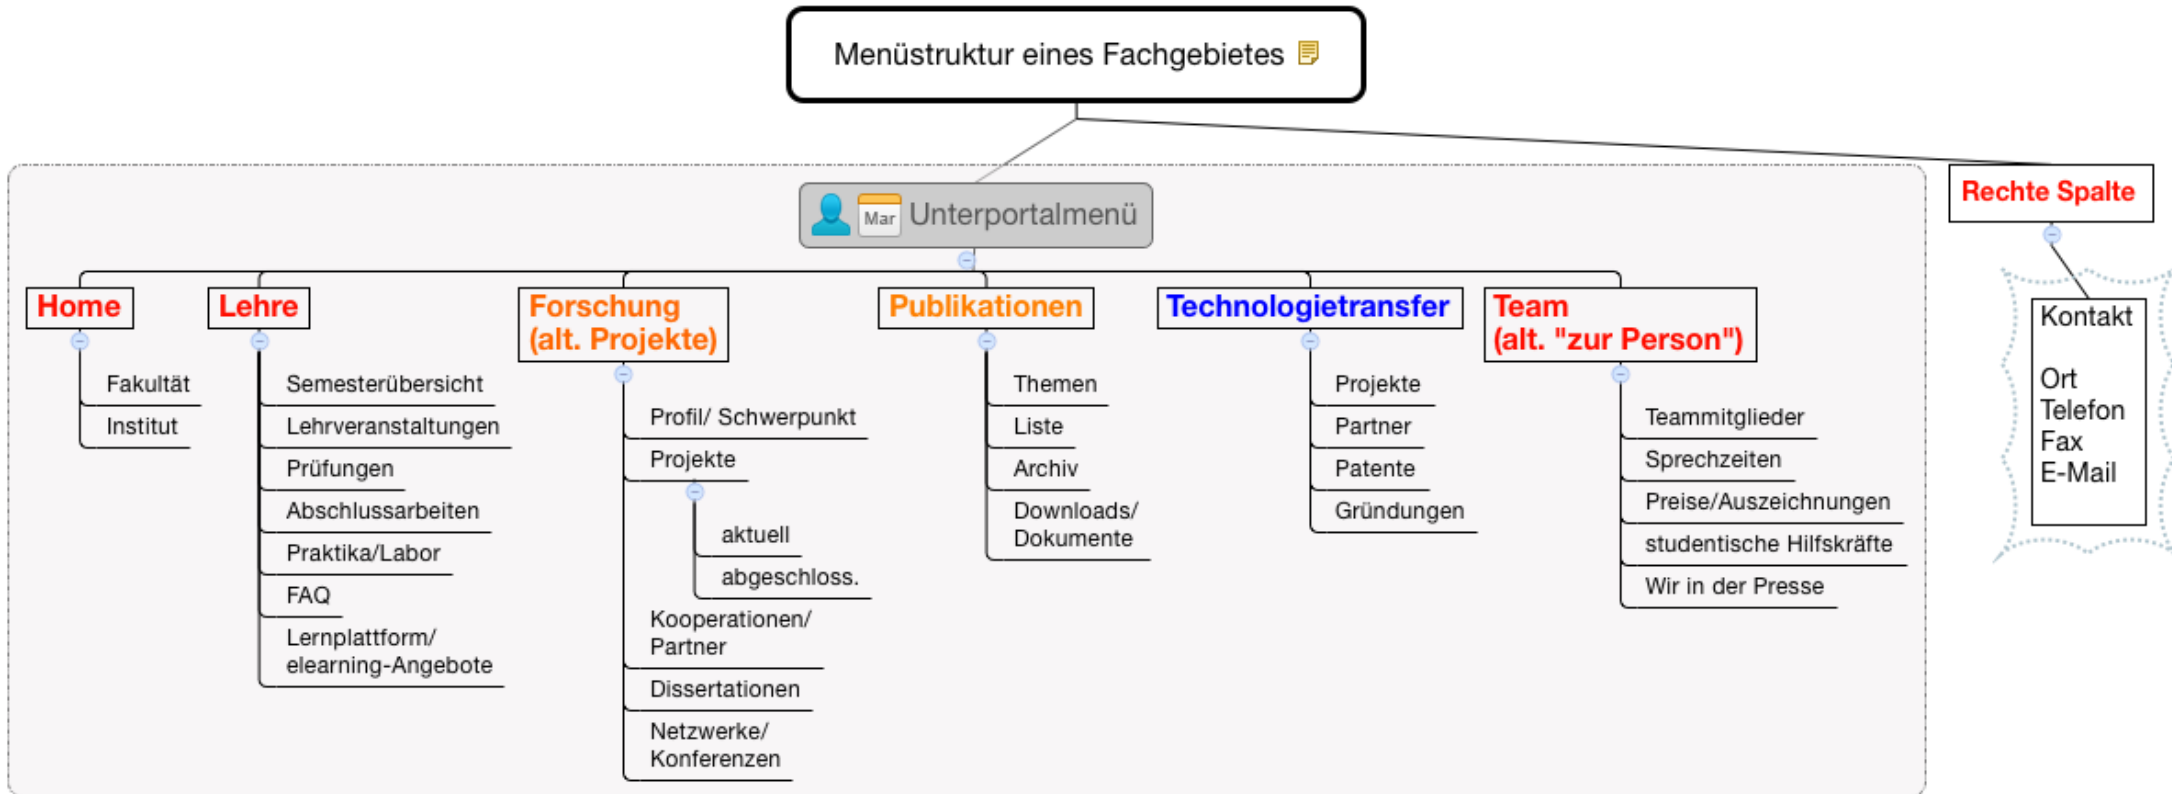 Menüstruktur eines Fachgebietes
Mar
Unterportalmenü
Rechte Spalte
Kontakt
Ort
Telefon
Fax
E-Mail
Home
Fakultät
Institut
Lehre
Semesterübersicht
Lehrveranstaltungen
Prüfungen
Abschlussarbeiten
Praktika/Labor
FAQ
Lernplattform/
elearning-Angebote
Forschung
(alt. Projekte)
Profil/ Schwerpunkt
Projekte
aktuell
abgeschloss.
Kooperationen/
Partner
Dissertationen
Netzwerke/
Konferenzen
Publikationen
Themen
Liste
Archiv
Downloads/
Dokumente
Technologietransfer
Projekte
Partner
Patente
Gründungen
Team
(alt. "zur Person")
Teammitglieder
Sprechzeiten
Preise/Auszeichnungen
studentische Hilfskräfte
Wir in der Presse